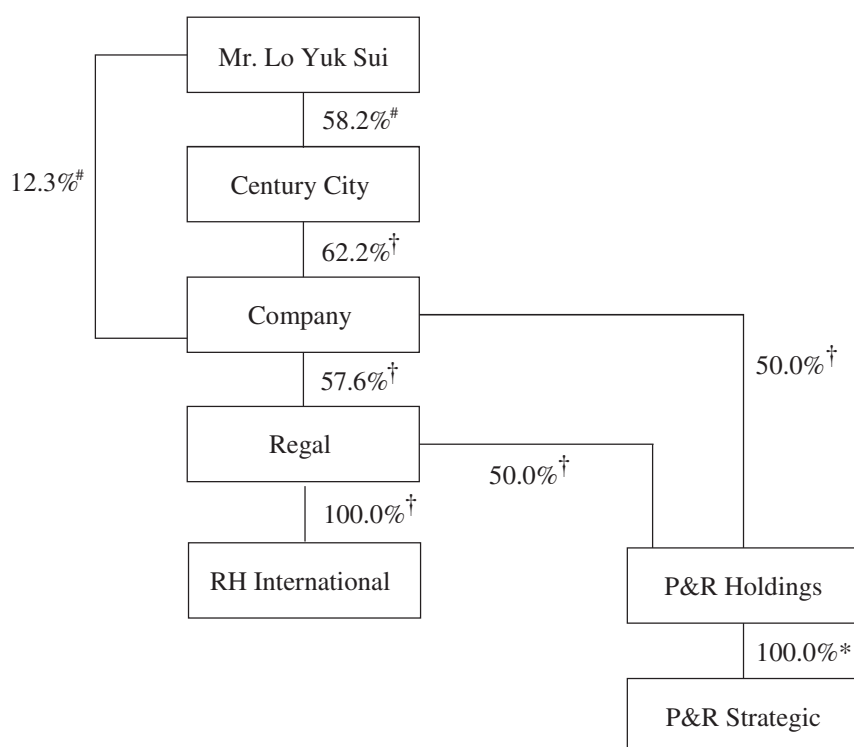 Mr. Lo Yuk Sui
58.2%#
12.3%#
Century City
62.2%†
Company
57.6%†
50.0%†
Regal
50.0%†
100.0%†
RH International
P&R Holdings
100.0%*
P&R Strategic